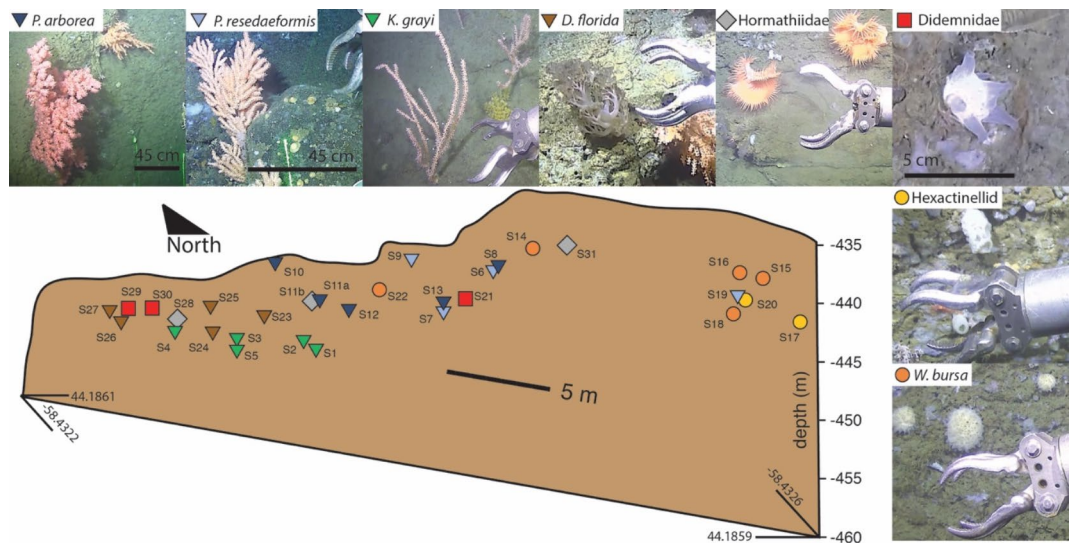 P. arborea
P. resedaeformis
K. grayi
D. florida
Hormathiidae
Didemnidae
45 cm
45 cm
5 cm
Hexactinellid
W. bursa
North
S14
S31
S9
S8
S6
S10
S16
S15
S29
S30
S28
S27
S26
S25
S11b
S11a
S22
S13
S21
S19
S20
S12
S23
S7
S18
S17
S4
S24
S3
S5
S2
S1
5 m
44.1861
-58.4322
-58.4326
44.1859
depth (m)
-435
-440
-445
-450
-455
-460